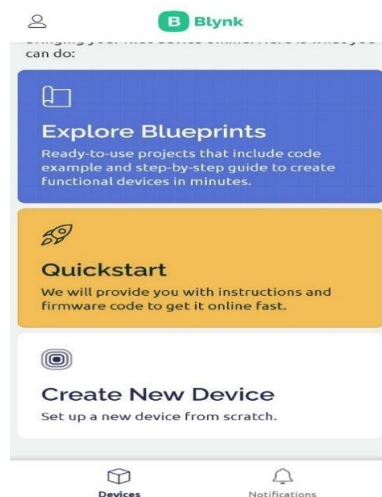 B Blynk
can do:
Explore Blueprints
Ready-to-use projects that include code
example and step-by-step guide to create
functional devices in minutes.
Quickstart
We will provide you with instructions and
firmware code to get it online fast.
Create New Device
Set up a new device from scratch.
Devices
Notifications